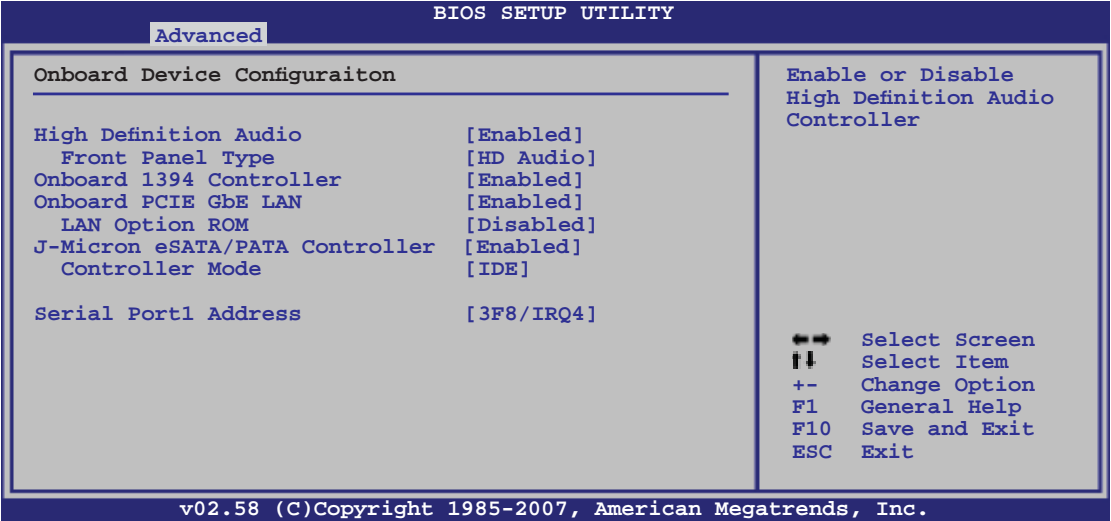 BIOS SETUP UTILITY
Advanced
Onboard Device Configuraiton
High Definition Audio [Enabled]
Front Panel Type [HD Audio]
Onboard 1394 Controller [Enabled]
Onboard PCIE GbE LAN [Enabled]
LAN Option ROM [Disabled]
J-Micron eSATA/PATA Controller [Enabled]
Controller Mode [IDE]
Serial Port1 Address [3F8/IRQ4]
Enable or Disable
High Definition Audio
Controller
←→ Select Screen
↑↓ Select Item
+- Change Option
F1 General Help
F10 Save and Exit
ESC Exit
v02.58 (C)Copyright 1985-2007, American Megatrends, Inc.